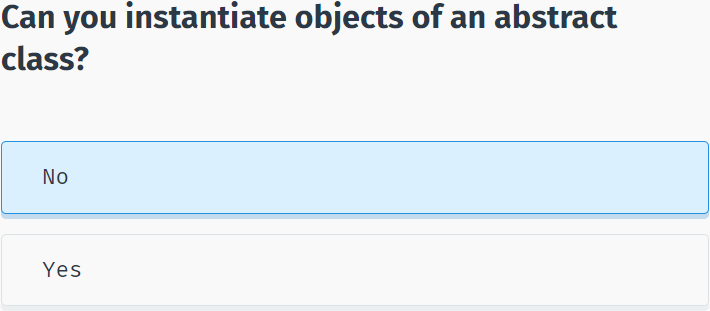 Can you instantiate objects of an abstract
class?
No
Yes